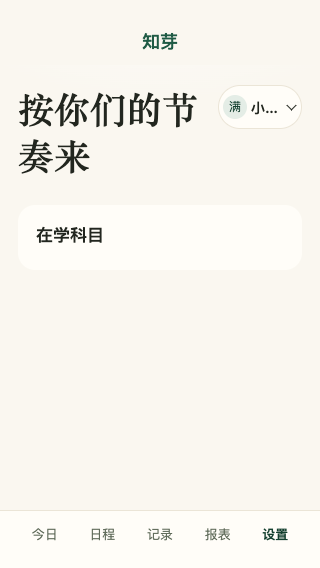 知芽
按你们的节
奏来
满 小...
在学科目
今日 日程 记录 报表 设置